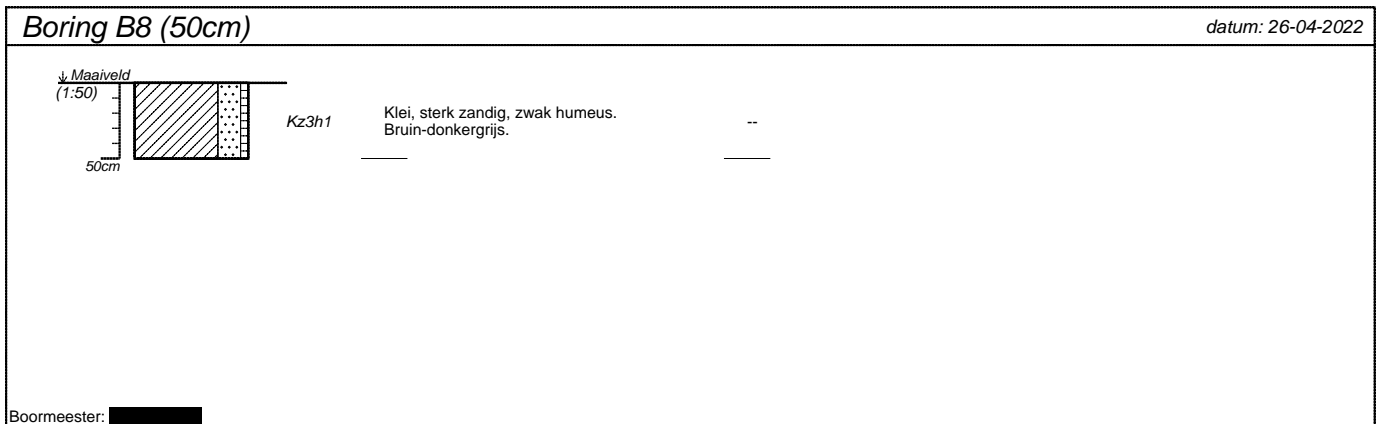 Boring B8 (50cm)
datum: 26-04-2022
Maaiveld
(1:50)
Kz3h1
Klei, sterk zandig, zwak humeus.
Bruin-donkergrijs.
--
50cm
Boormeester: